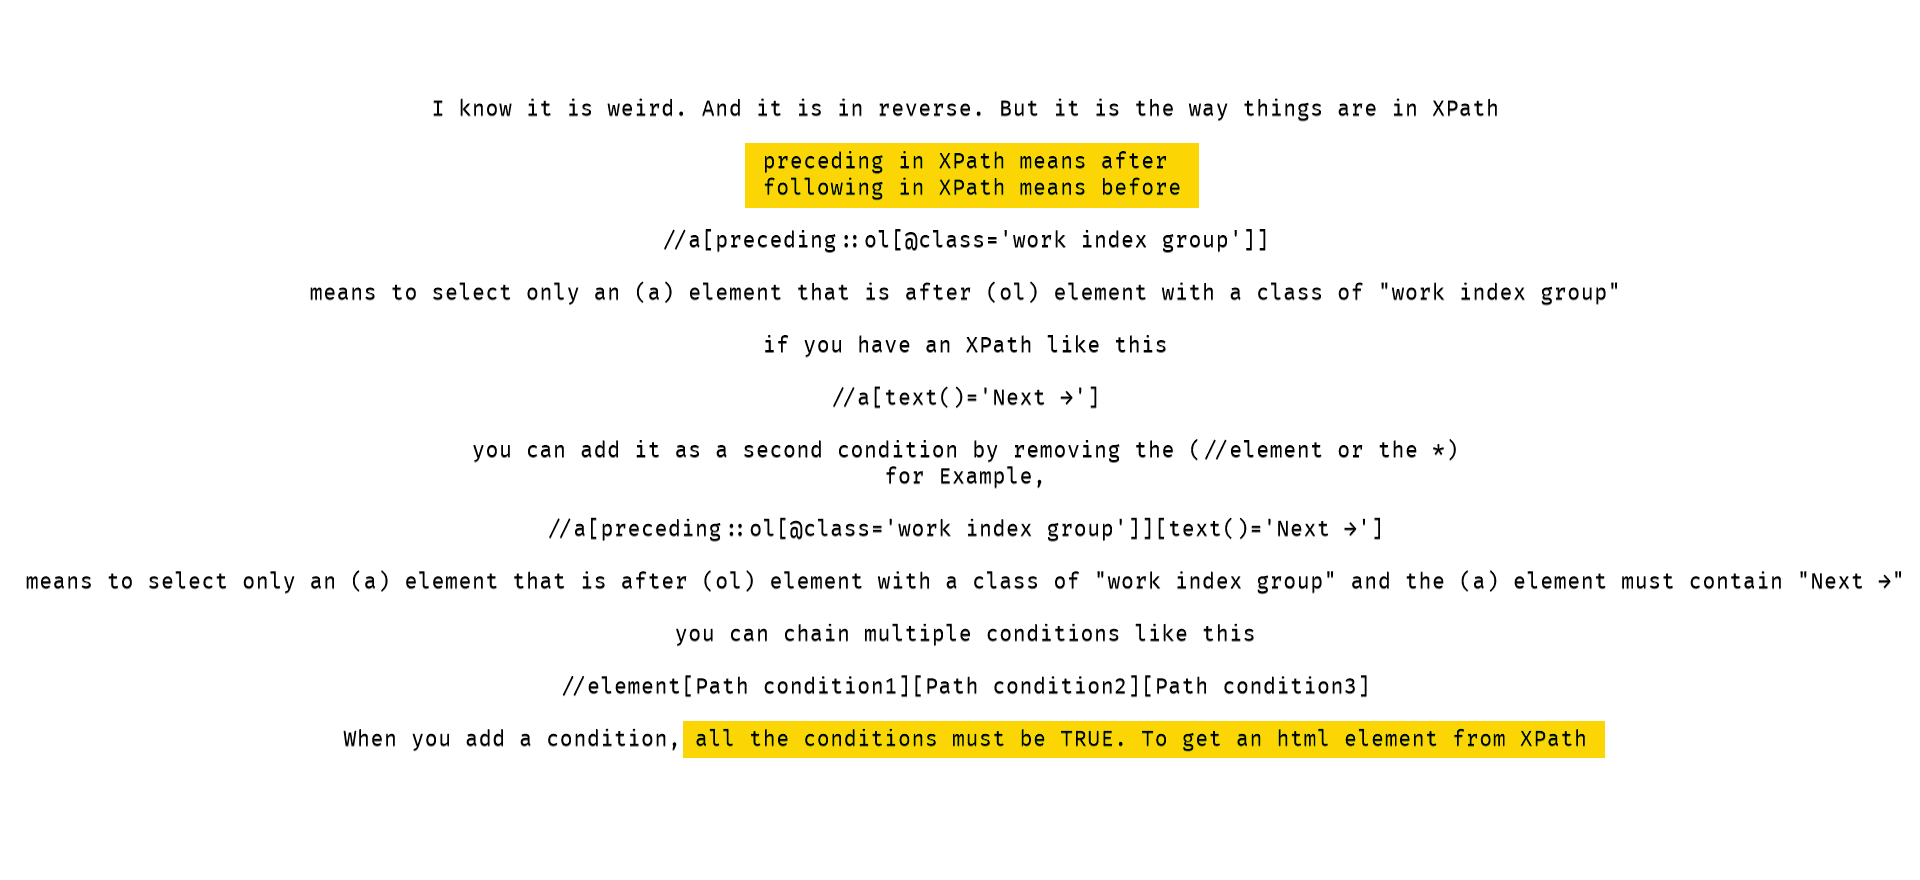 I know it is weird. And it is in reverse. But it is the way things are in XPath
preceding in XPath means after
following in XPath means before
//a[preceding::ol[@class='work index group']]
means to select only an (a) element that is after (ol) element with a class of "work index group"
if you have an XPath like this
//a[text()='Next →']
you can add it as a second condition by removing the (//element or the *)
for Example,
//a[preceding::ol[@class='work index group']][text()='Next →']
means to select only an (a) element that is after (ol) element with a class of "work index group" and the (a) element must contain "Next →"
you can chain multiple conditions like this
//element[Path condition1][Path condition2][Path condition3]
When you add a condition, all the conditions must be TRUE. To get an html element from XPath